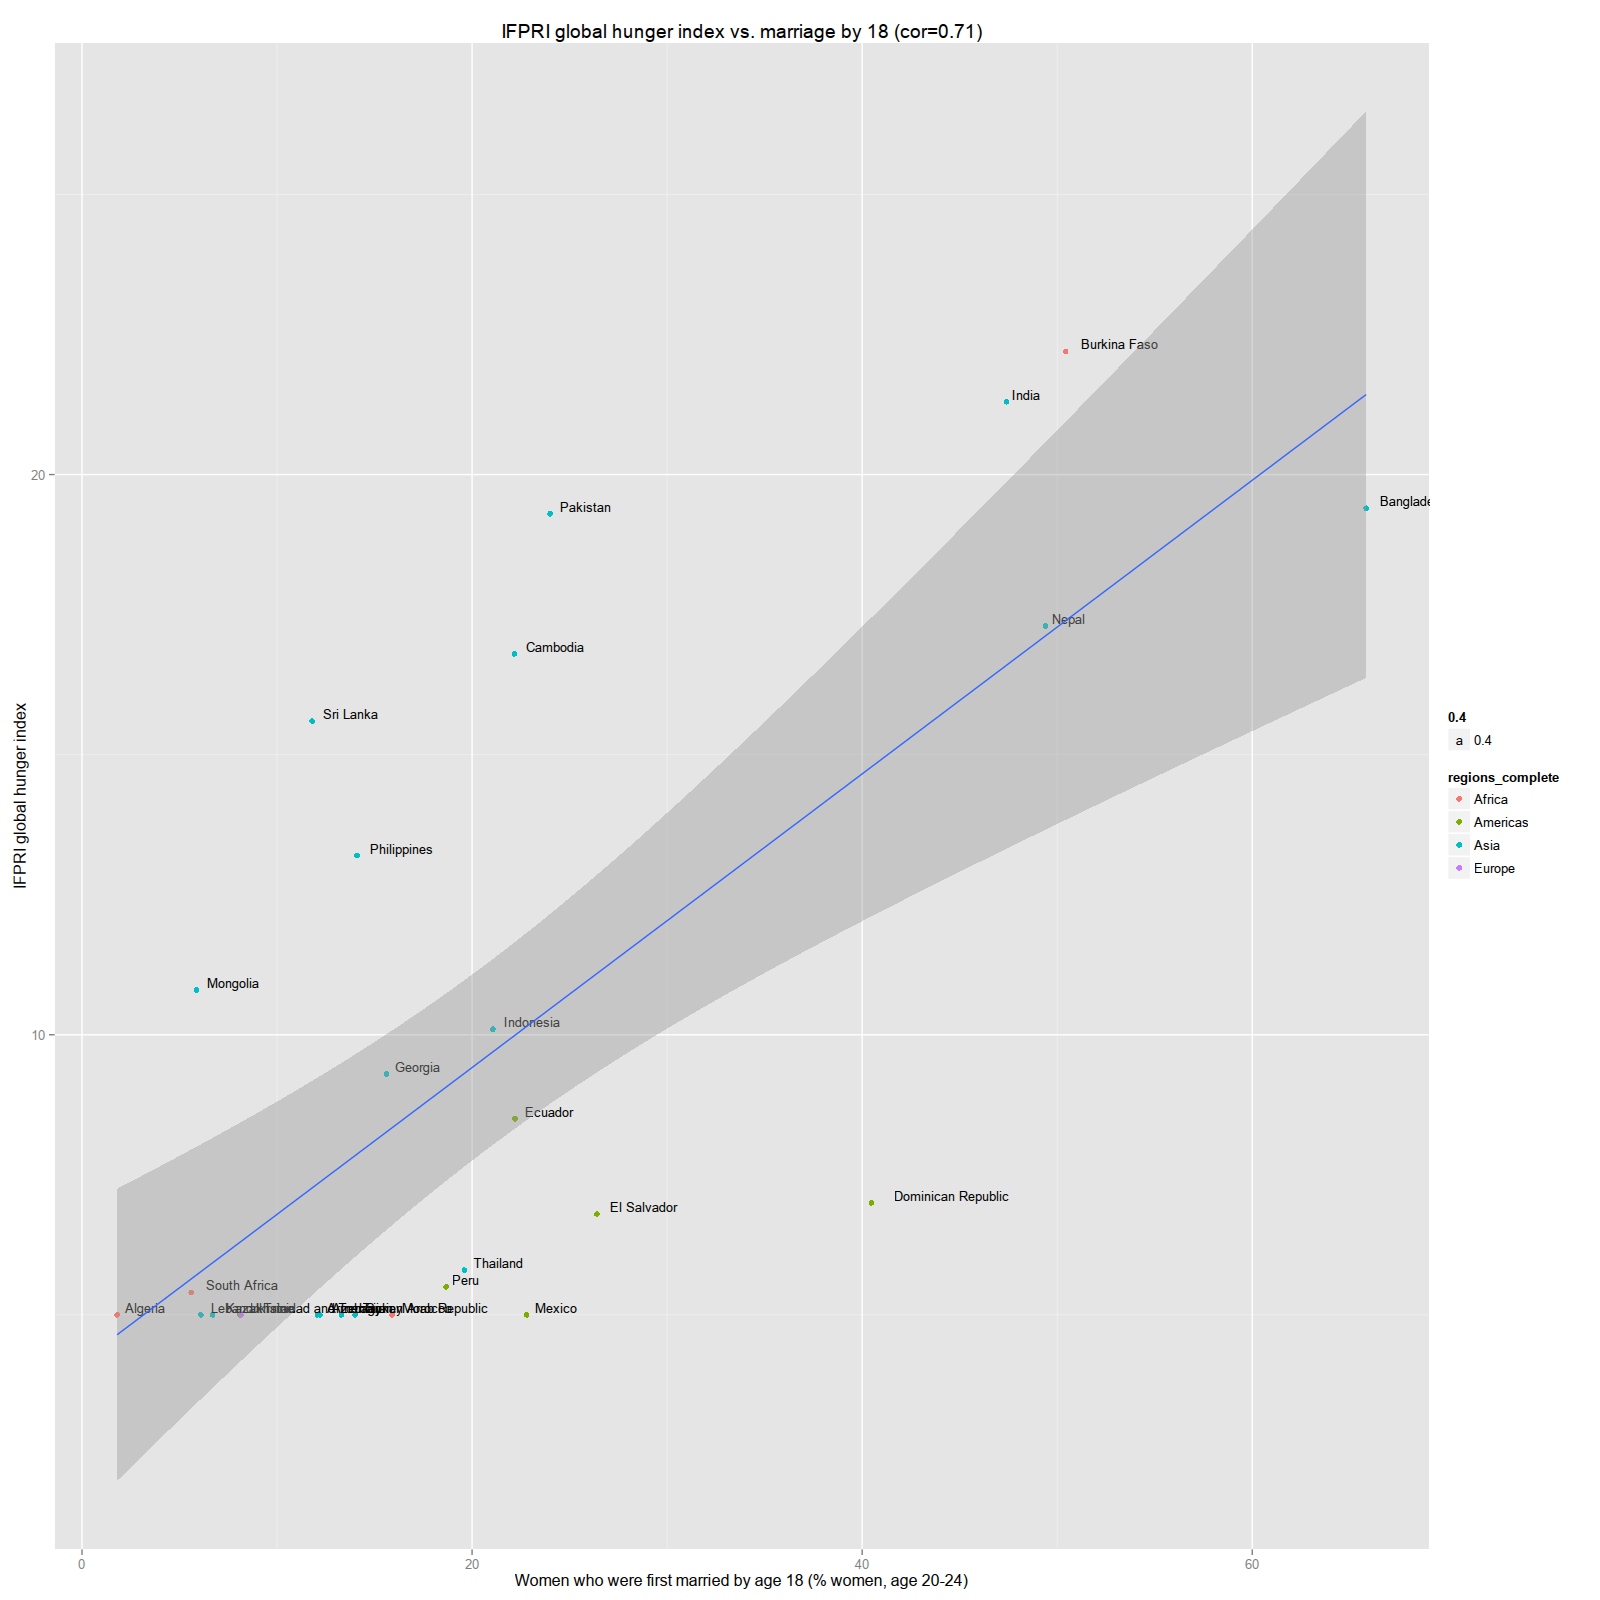 IFPRI global hunger index vs. marriage by 18 (cor=0.71)
Burkina Faso
India
20
Banglade
Pakistan
Nepal
Cambodia
Sri Lanka
IFPRI global hunger index
0.4
a 0.4
regions_complete
Africa
Americas
Asia
Europe
Philippines
Mongolia
10
Indonesia
Georgia
Ecuador
Dominican Republic
El Salvador
Thailand
Peru
South Africa
Algeria
Republic
Mexico
0 20 40 60
Women who were first married by age 18 (% women, age 20-24)